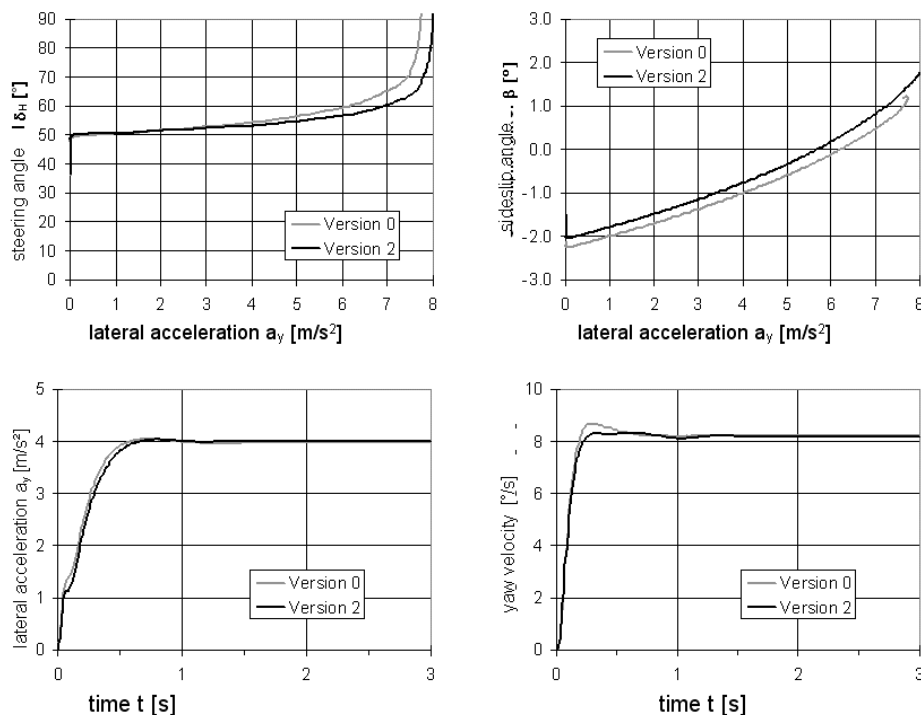 steering angle I δH [°]
90
80
70
60
50
40
30
20
10
0
Version 0
Version 2
0 1 2 3 4 5 6 7 8
lateral acceleration ay [m/s²]
sideslip angle β [°]
3.0
2.0
1.0
0.0
-1.0
-2.0
-3.0
Version 0
Version 2
0 1 2 3 4 5 6 7 8
lateral acceleration ay [m/s²]
lateral acceleration ay [m/s²]
5
4
3
2
1
0
Version 0
Version 2
0 1 2 3
time t [s]
yaw velocity [°/s]
10
8
6
4
2
0
Version 0
Version 2
0 1 2 3
time t [s]